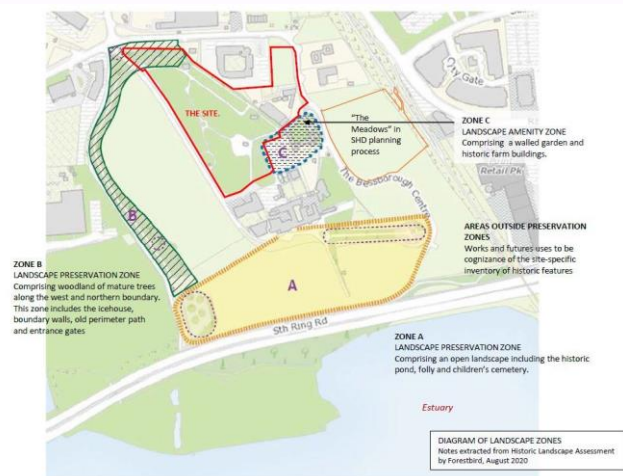 City Gate
THE SITE.
"The
Meadows" in
SHD planning
process
ZONE C
LANDSCAPE AMENITY ZONE
Comprising a walled garden and
historic farm buildings.
C
Retail Pk
The Bessborough Centre
B
AREAS OUTSIDE PRESERVATION
ZONES
Works and futures uses to be
cognizance of the site-specific
inventory of historic features
ZONE B
LANDSCAPE PRESERVATION ZONE
Comprising woodland of mature trees
along the west and northern boundary.
This zone includes the icehouse,
boundary walls, old perimeter path
and entrance gates
A
Sth Ring Rd
ZONE A
LANDSCAPE PRESERVATION ZONE
Comprising an open landscape including the historic
pond, folly and children's cemetery.
Estuary
DIAGRAM OF LANDSCAPE ZONES
Notes extracted from Historic Landscape Assessment
by Forestbird, August 2020